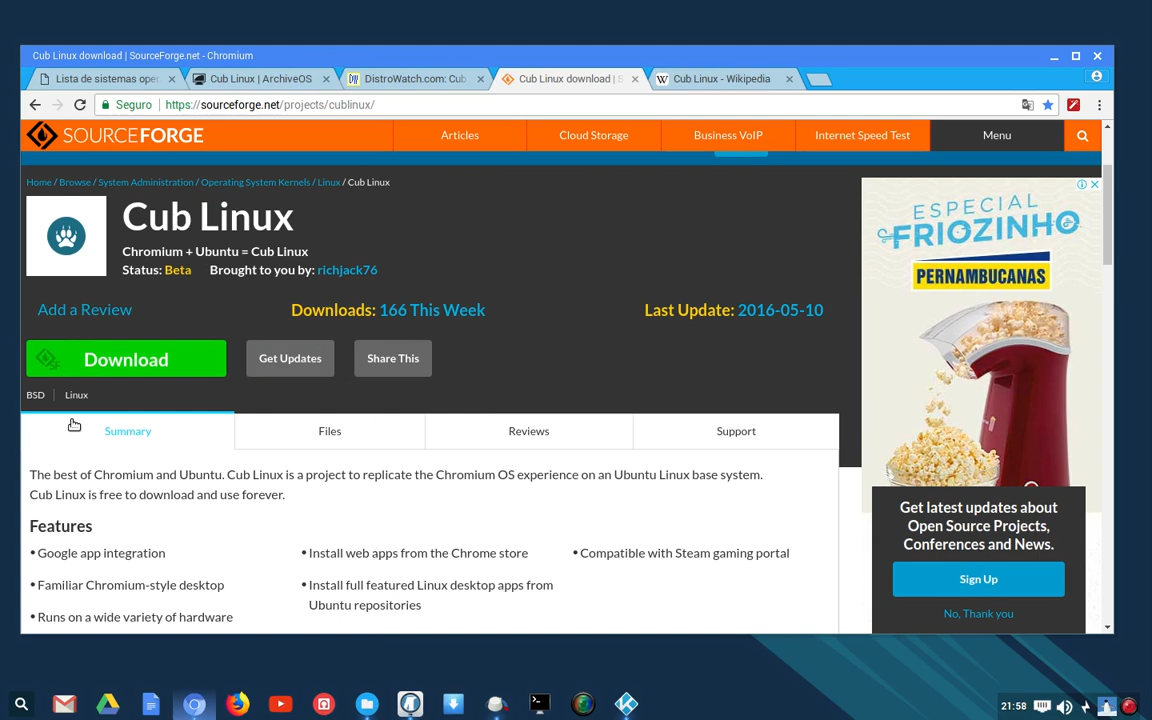 Cub Linux download | SourceForge.net - Chromium
Lista de sistemas oper
Cub Linux | ArchiveOS
DistroWatch.com: Cub
Cub Linux download | S
W Cub Linux - Wikipedia
Seguro https://sourceforge.net/projects/cublinux/
SOURCEFORGE
Articles
Cloud Storage
Business VoIP
Internet Speed Test
Menu
Home / Browse / System Administration / Operating System Kernels / Linux / Cub Linux
Cub Linux
Chromium + Ubuntu = Cub Linux
Status: Beta Brought to you by: richjack76
Add a Review
Downloads: 166 This Week
Last Update: 2016-05-10
Download
Get Updates
Share This
BSD Linux
Summary
Files
Reviews
Support
The best of Chromium and Ubuntu. Cub Linux is a project to replicate the Chromium OS experience on an Ubuntu Linux base system.
Cub Linux is free to download and use forever.
Features
• Google app integration
• Familiar Chromium-style desktop
• Runs on a wide variety of hardware
• Install web apps from the Chrome store
• Install full featured Linux desktop apps from
Ubuntu repositories
• Compatible with Steam gaming portal
ESPECIAL
FRIOZINHO
PERNAMBUCANAS
Get latest updates about
Open Source Projects,
Conferences and News.
Sign Up
No, Thank you
21:58